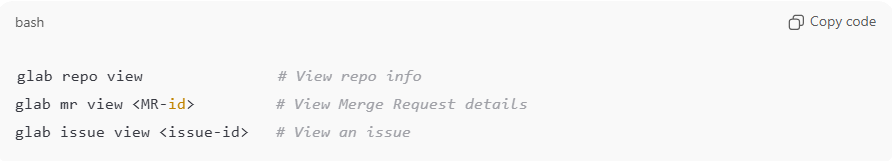 bash
Copy code
glab repo view # View repo info
glab mr view <MR-id> # View Merge Request details
glab issue view <issue-id> # View an issue